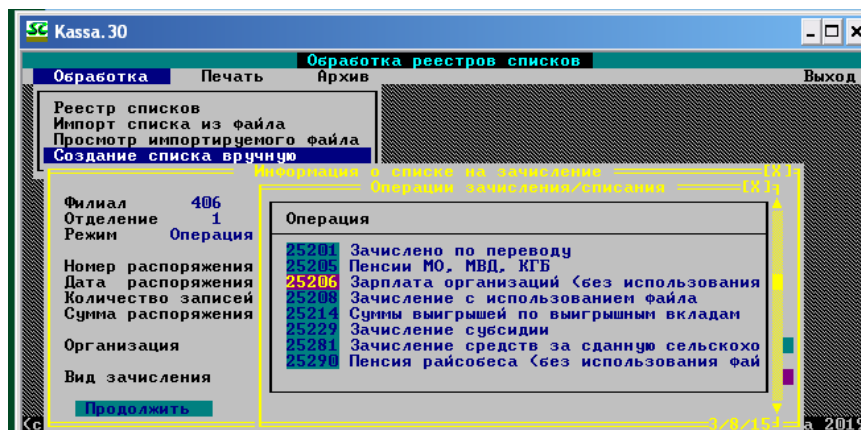 SC Kassa.30
Обработка реестров списков
Обработка Печать Архив Выход
Реестр списков
Импорт списка из файла
Просмотр импортируемого файла
Создание списка вручную
Информация о списке на зачисление [X]
Операции зачисления/списания [X]
Филиал 406
Отделение 1
Режим Операция
Номер распоряжения
Дата распоряжения
Количество записей
Сумма распоряжения
Организация
Вид зачисления
Продолжить
Операция
25201 Зачислено по переводу
25205 Пенсии МО, МВД, КГБ
25206 Зарплата организаций (без использования
25208 Зачисление с использованием файла
25214 Суммы выигрышей по выигрышным вкладам
25229 Зачисление субсидии
25281 Зачисление средств за сданную сельскохо
25290 Пенсия райсобеса (без использования фай
3/8/15
(c а 2019